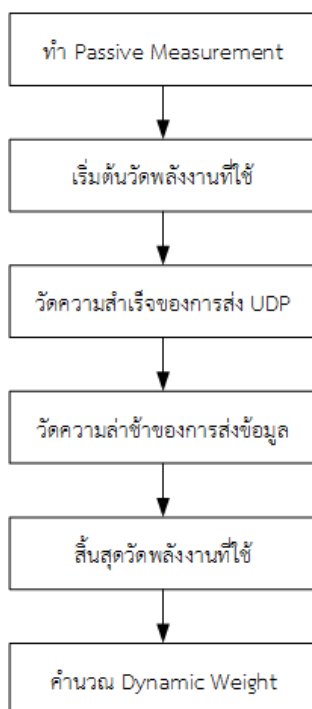 ทำ Passive Measurement
เริ่มต้นวัดพลังงานที่ใช้
วัดความสำเร็จของการส่ง UDP
วัดความล่าช้าของการส่งข้อมูล
สิ้นสุดวัดพลังงานที่ใช้
คำนวณ Dynamic Weight